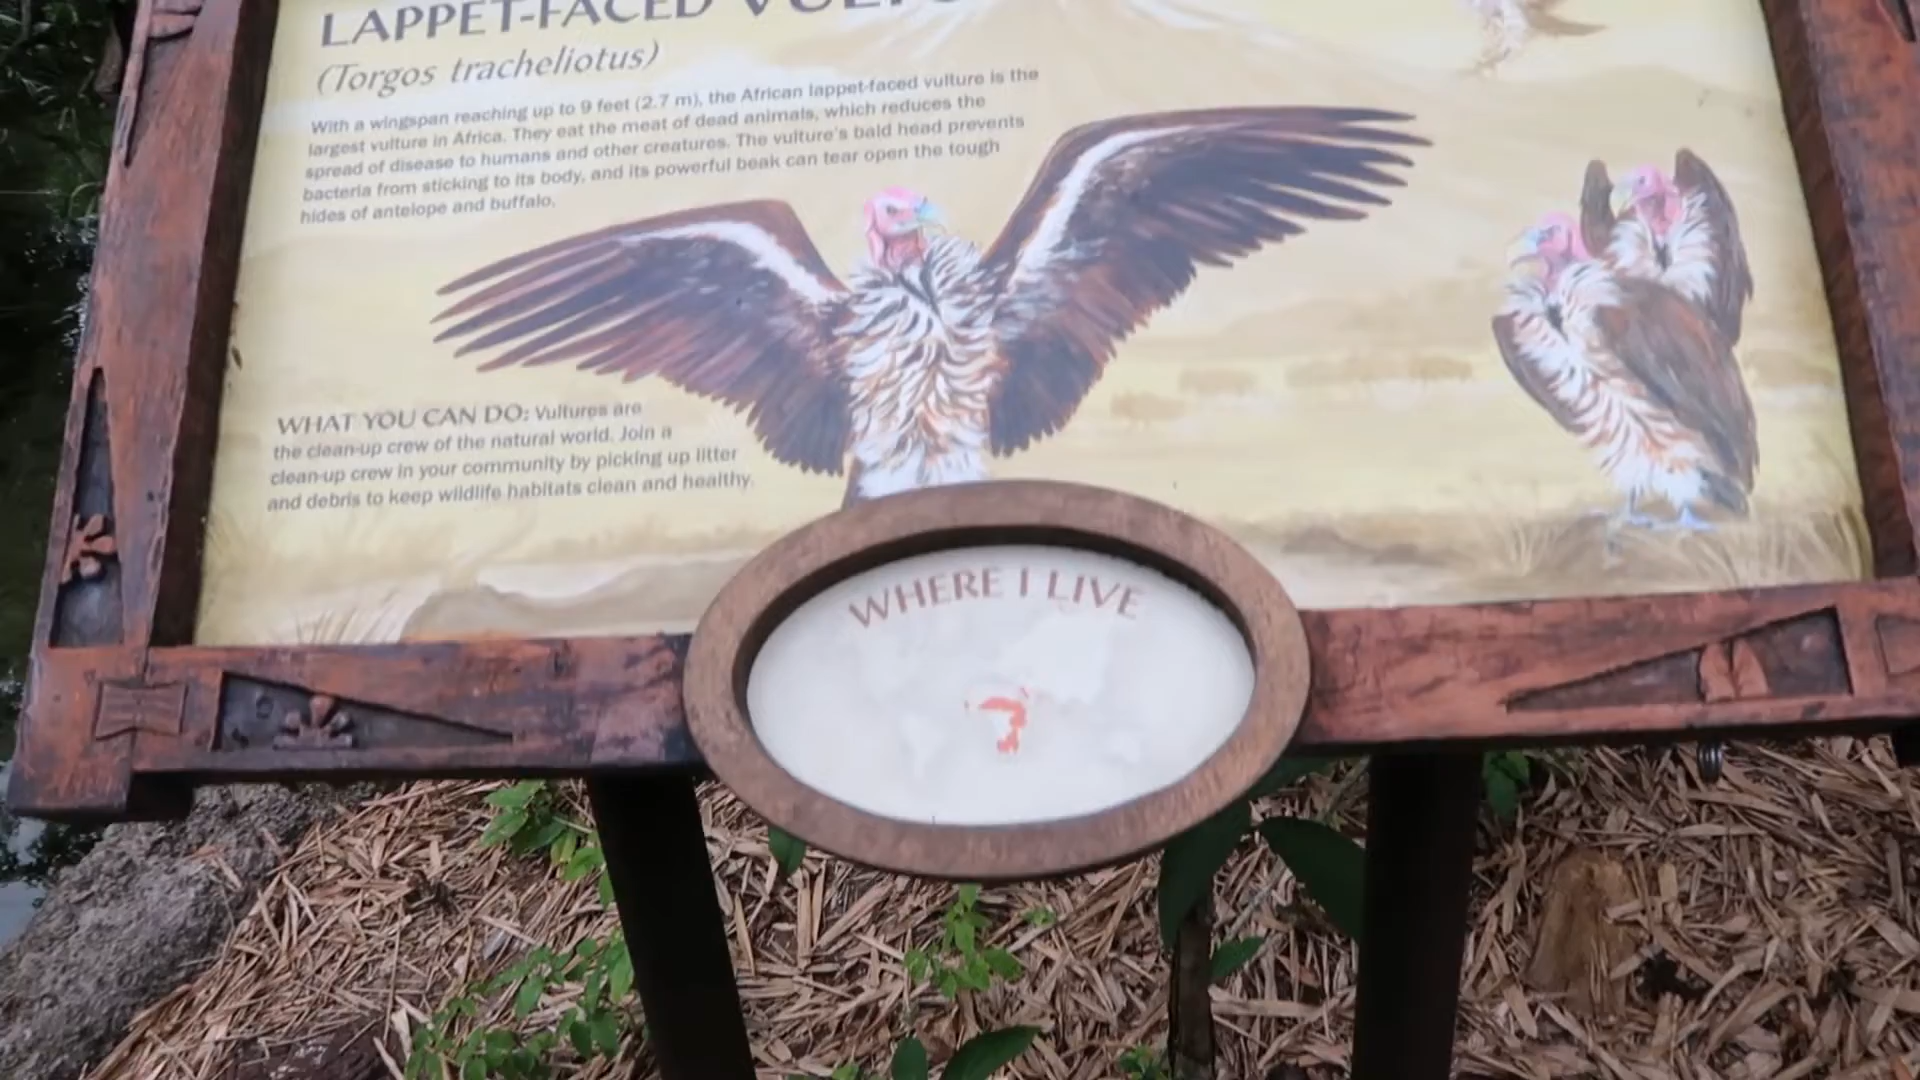 LAPPET-FACED VULTU
(Torgos tracheliotus)
With a wingspan reaching up to 9 feet (2.7 m), the African lappet-faced vulture is the
largest vulture in Africa. They eat the meat of dead animals, which reduces the
spread of disease to humans and other creatures. The vulture's bald head prevents
bacteria from sticking to its body, and its powerful beak can tear open the tough
hides of antelope and buffalo.
WHAT YOU CAN DO: Vultures are
the clean-up crew of the natural world. Join a
clean-up crew in your community by picking up litter
and debris to keep wildlife habitats clean and healthy.
WHERE I LIVE